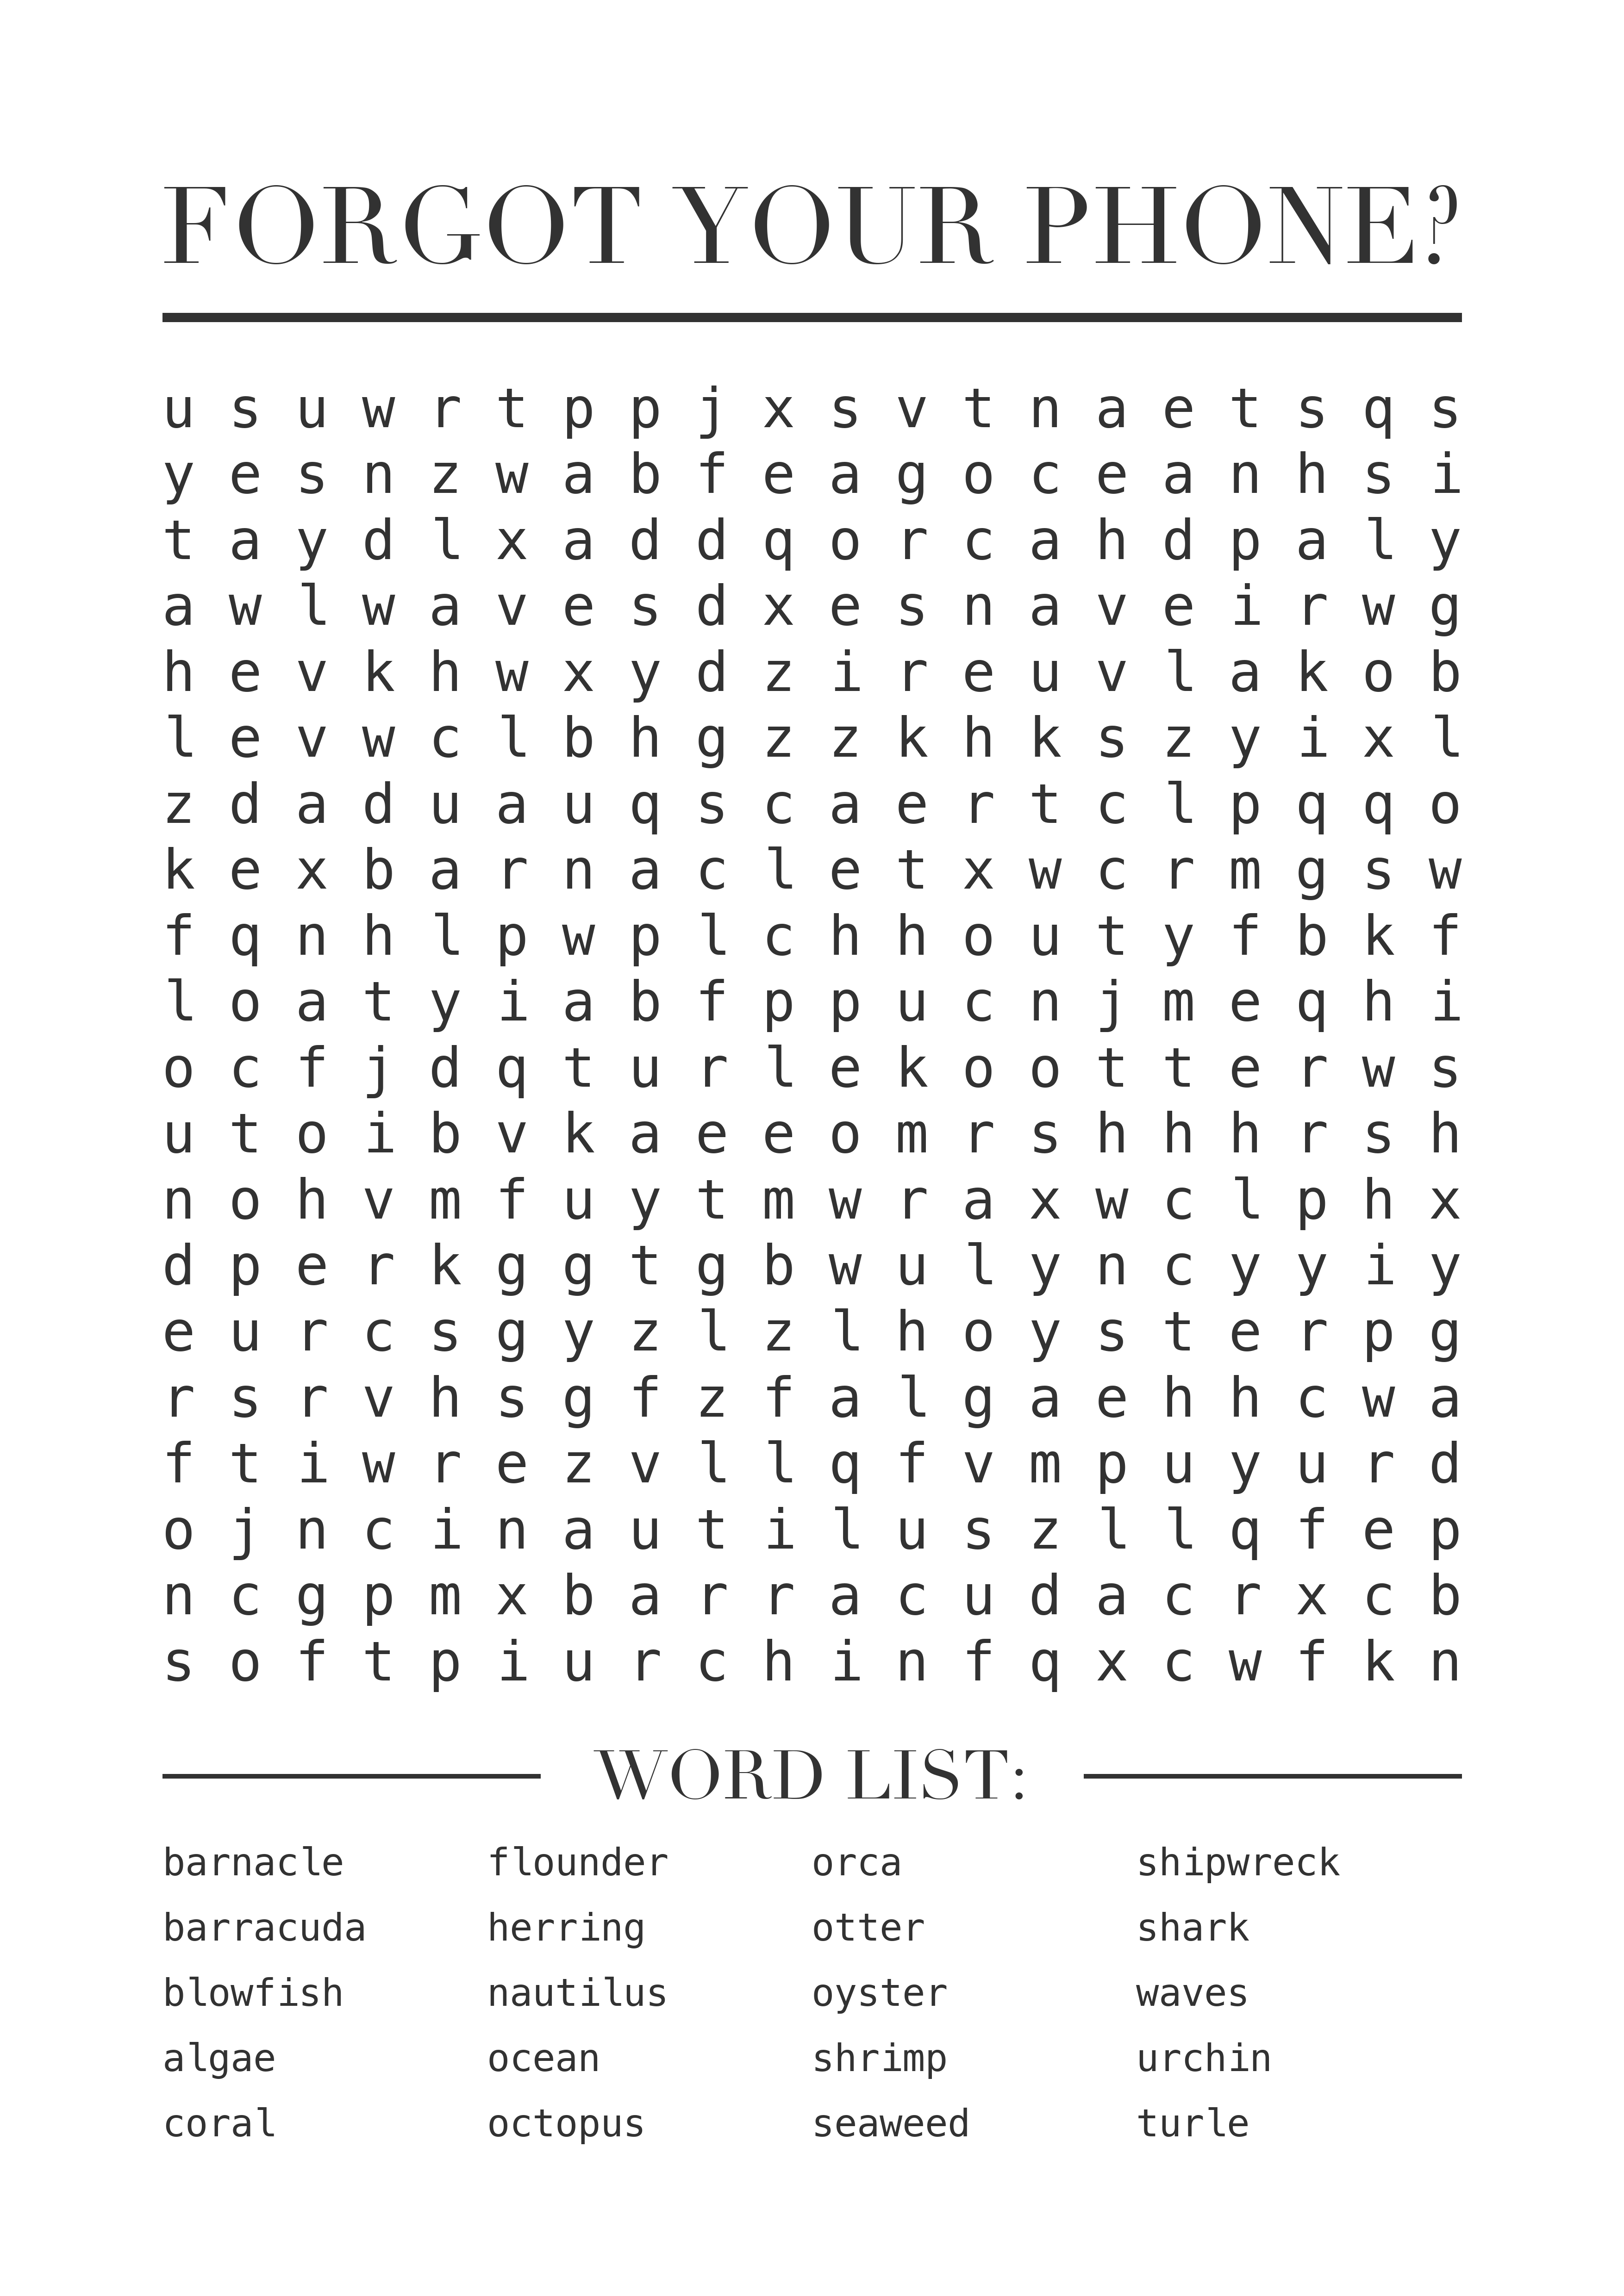 FORGOT YOUR PHONE?
u s u w r t p p j x s v t n a e t s q s
y e s n z w a b f e a g o c e a n h s i
t a y d l x a d d q o r c a h d p a l y
a w l w a v e s d x e s n a v e i r w g
h e v k h w x y d z i r e u v l a k o b
l e v w c l b h g z z k h k s z y i x l
z d a d u a u q s c a e r t c l p q q o
k e x b a r n a c l e t x w c r m g s w
f q n h l p w p l c h h o u t y f b k f
l o a t y i a b f p p u c n j m e q h i
o c f j d q t u r l e k o o t t e r w s
u t o i b v k a e e o m r s h h h r s h
n o h v m f u y t m w r a x w c l p h x
d p e r k g g t g b w u l y n c y y i y
e u r c s g y z l z l h o y s t e r p g
r s r v h s g f z f a l g a e h h c w a
f t i w r e z v l l q f v m p u y u r d
o j n c i n a u t i l u s z l l q f e p
n c g p m x b a r r a c u d a c r x c b
s o f t p i u r c h i n f q x c w f k n
WORD LIST:
barnacle flounder orca shipwreck
barracuda herring otter shark
blowfish nautilus oyster waves
algae ocean shrimp urchin
coral octopus seaweed turle